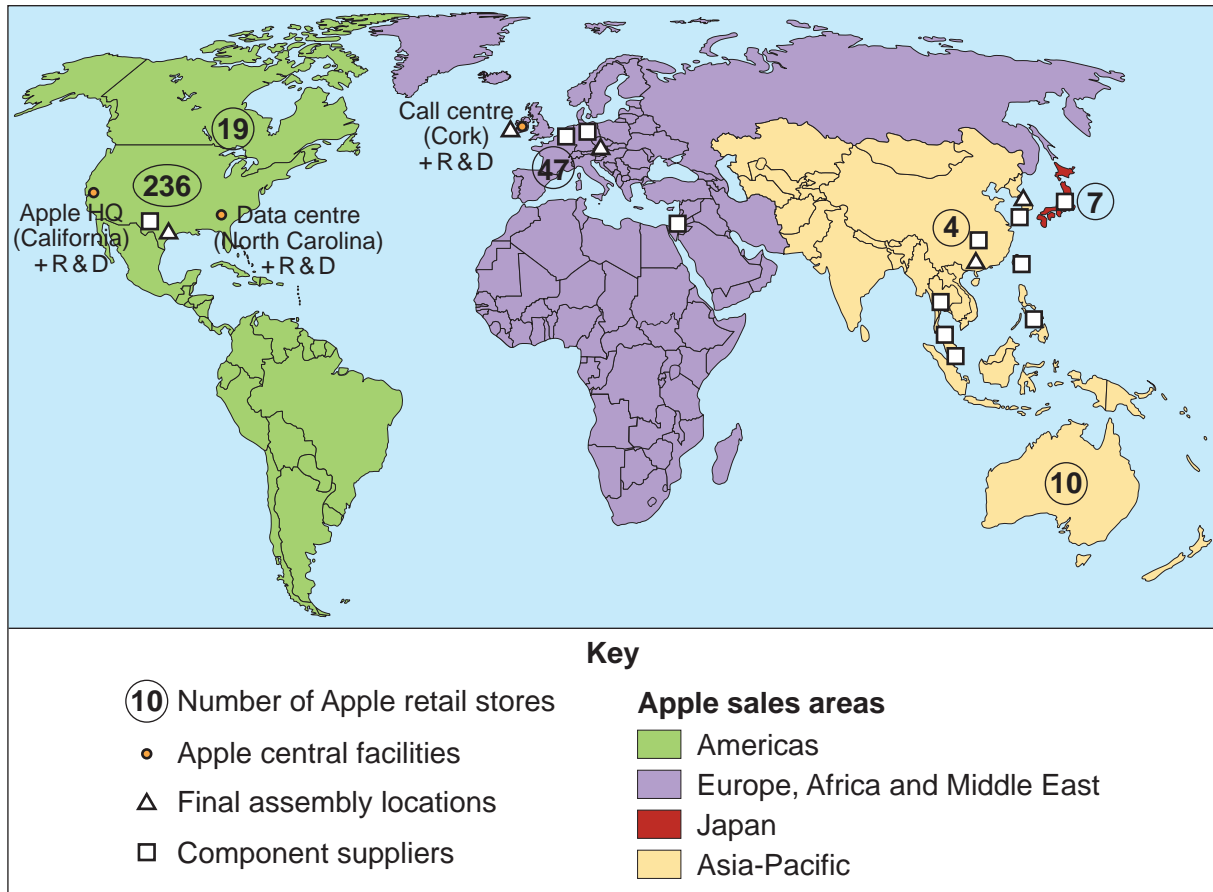 19
236
Apple HQ
(California)
+ R & D
Data centre
(North Carolina)
+ R & D
Call centre
(Cork)
+ R & D
47
4
7
10
Key
10 Number of Apple retail stores
Apple central facilities
Final assembly locations
Component suppliers
Apple sales areas
Americas
Europe, Africa and Middle East
Japan
Asia-Pacific